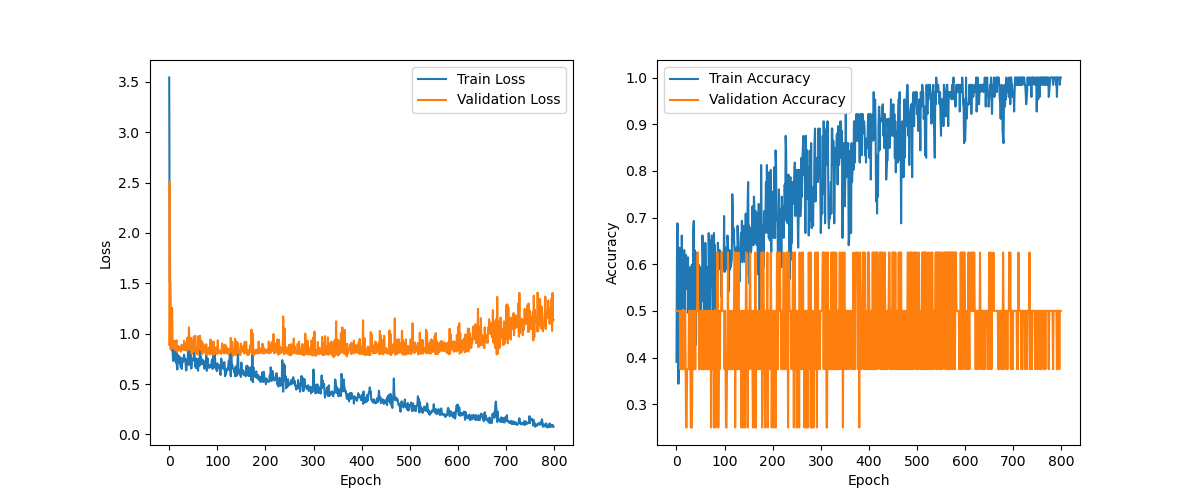 3.5
3.0
2.5
2.0
1.5
1.0
0.5
0.0
Loss
0 100 200 300 400 500 600 700 800
Epoch
Train Loss
Validation Loss
1.0
0.9
0.8
0.7
0.6
0.5
0.4
0.3
Accuracy
0 100 200 300 400 500 600 700 800
Epoch
Train Accuracy
Validation Accuracy